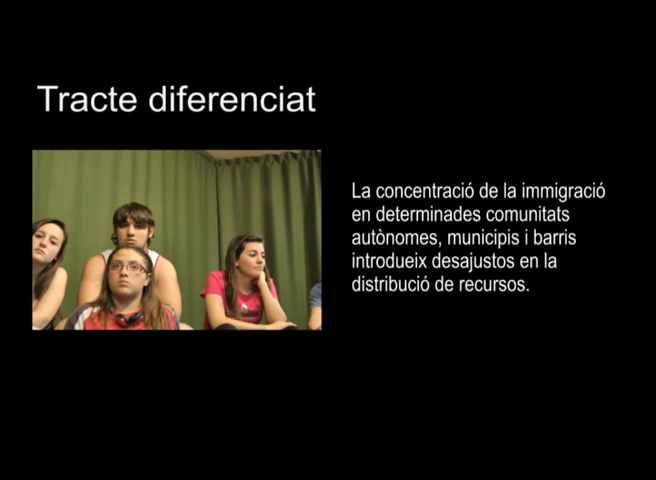 Tracte diferenciat
La concentració de la immigració
en determinades comunitats
autònomes, municipis i barris
introdueix desajustos en la
distribució de recursos.